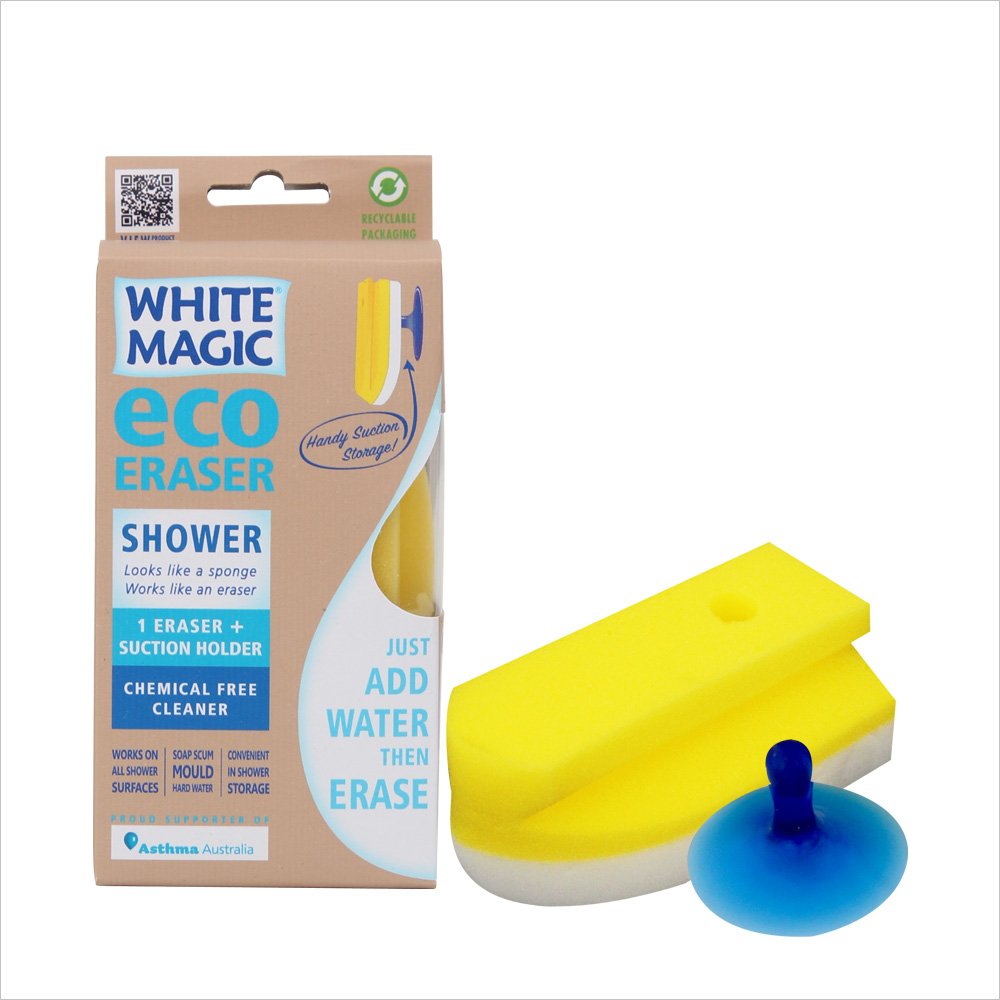 VIEW PRODUCT
RECYCLABLE
PACKAGING
WHITE®
MAGIC
eco
ERASER
Handy Suction
Storage!
SHOWER
Looks like a sponge
Works like an eraser
1 ERASER +
SUCTION HOLDER
CHEMICAL FREE
CLEANER
WORKS ON
ALL SHOWER
SURFACES
SOAP SCUM
MOULD
HARD WATER
CONVENIENT
IN SHOWER
STORAGE
PROUD SUPPORTER OF
Asthma Australia
JUST
ADD
WATER
THEN
ERASE